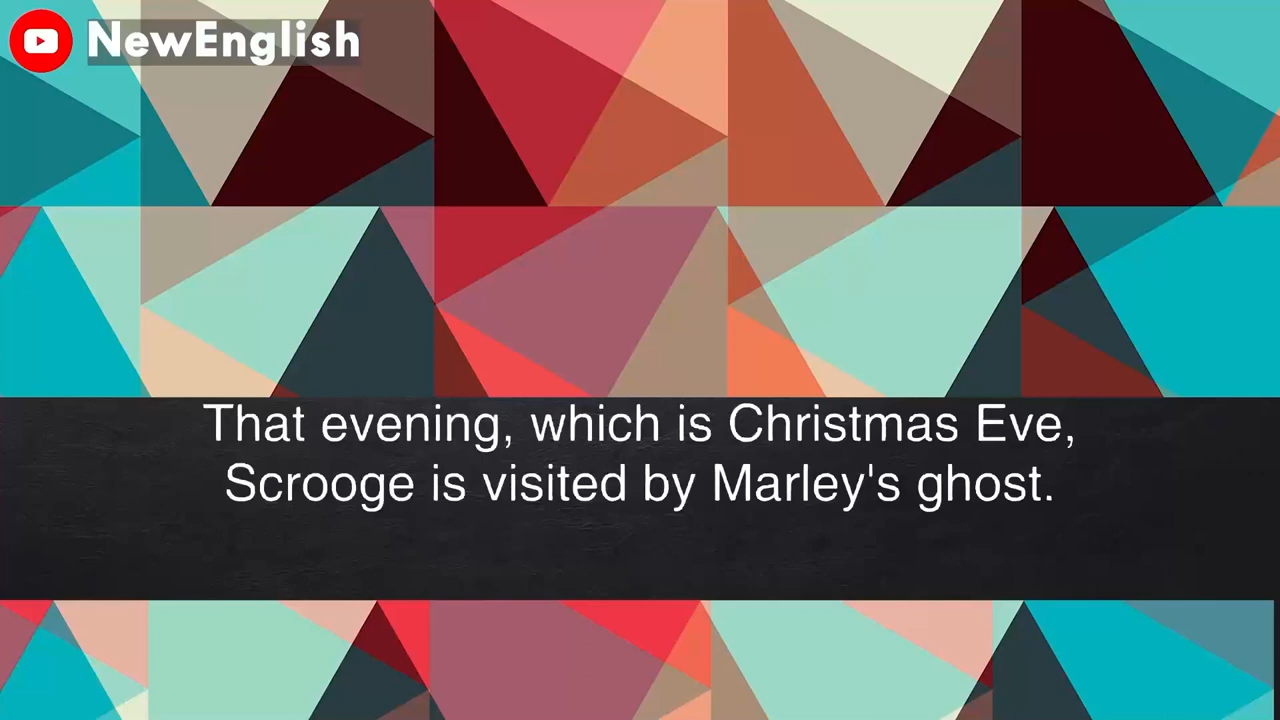 NewEnglish
That evening, which is Christmas Eve,
Scrooge is visited by Marley's ghost.